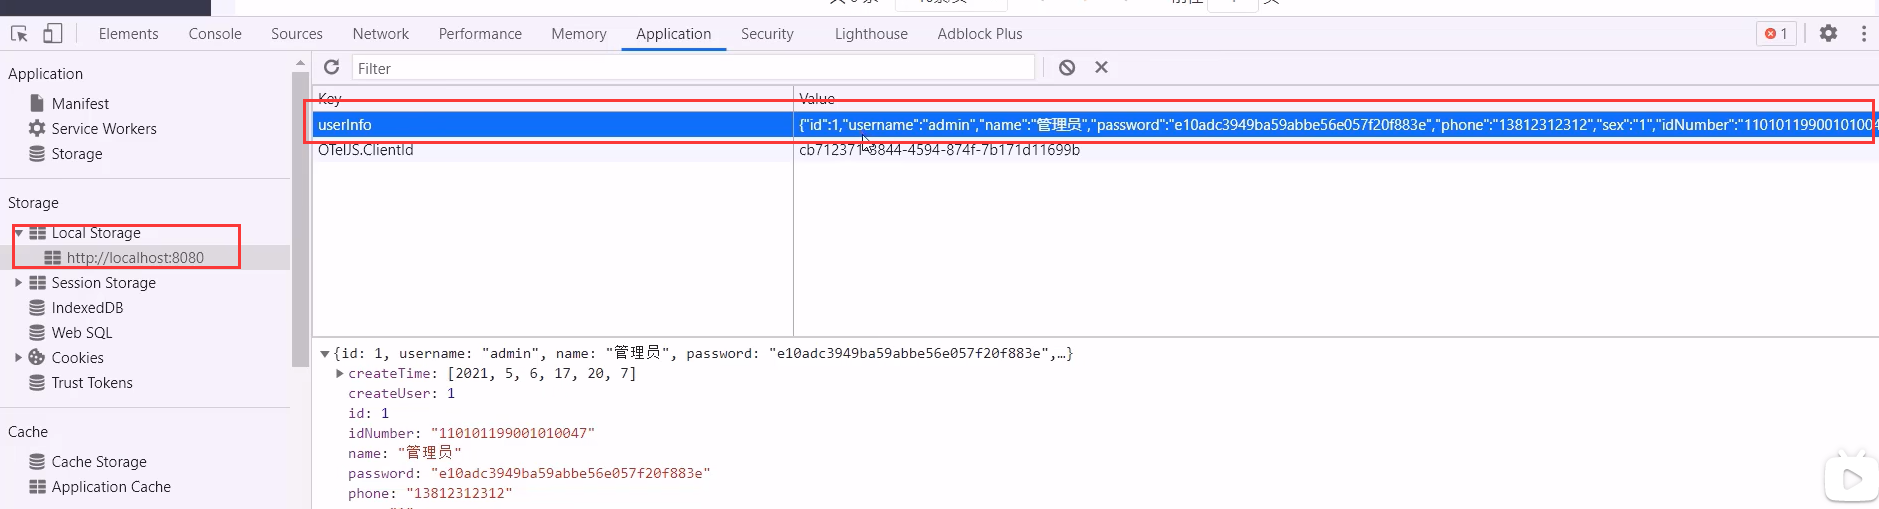 Elements Console Sources Network Performance Memory Application Security Lighthouse Adblock Plus 1
Application
Manifest
Service Workers
Storage
Storage
Local Storage
http://localhost:8080
Session Storage
IndexedDB
Web SQL
Cookies
Trust Tokens
Cache
Cache Storage
Application Cache
Filter
Key Value
userInfo {"id":1,"username":"admin","name":"管理员","password":"e10adc3949ba59abbe56e057f20f883e","phone":"13812312312","sex":"1","idNumber":"110101199001010047
OTelJS.ClientId cb712371-3844-4594-874f-7b171d11699b
{id: 1, username: "admin", name: "管理员", password: "e10adc3949ba59abbe56e057f20f883e",…}
createTime: [2021, 5, 6, 17, 20, 7]
createUser: 1
id: 1
idNumber: "110101199001010047"
name: "管理员"
password: "e10adc3949ba59abbe56e057f20f883e"
phone: "13812312312"